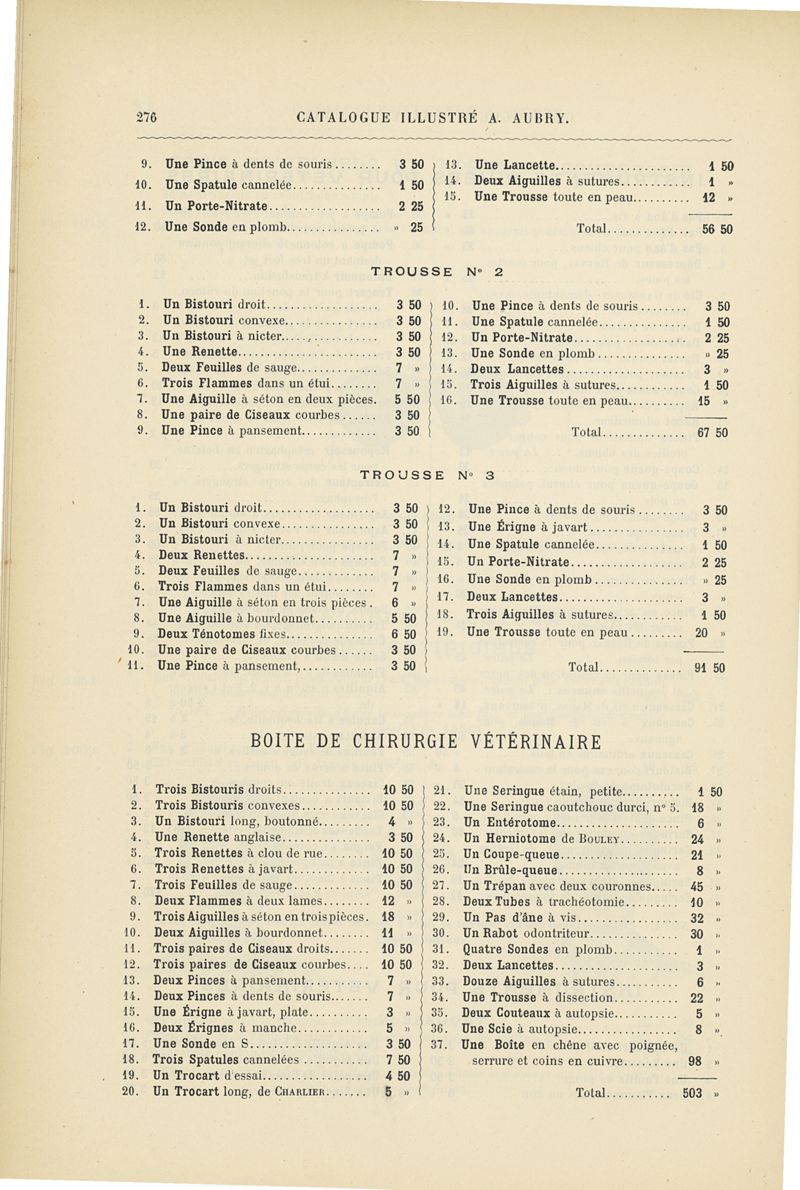 276
CATALOGUE ILLUSTRÉ A. AUBRY.
9. Une Pince à dents de souris ........ 3 50
10. Une Spatule cannelée............... 1 50
11. Un Porte-Nitrate................... 2 25
12. Une Sonde en plomb................ » 25
13. Une Lancette....................... 1 50
14. Deux Aiguilles à sutures............ 1 »
15. Une Trousse toute en peau.......... 12 »
Total.............. 56 50
TROUSSE N° 2
1. Un Bistouri droit................... 3 50
2. Un Bistouri convexe................ 3 50
3. Un Bistouri à nicter................ 3 50
4. Une Renette........................ 3 50
5. Deux Feuilles de sauge.............. 7 »
6. Trois Flammes dans un étui........ 7 »
7. Une Aiguille à séton en deux pièces. 5 50
8. Une paire de Ciseaux courbes ...... 3 50
9. Une Pince à pansement............. 3 50
10. Une Pince à dents de souris ........ 3 50
11. Une Spatule cannelée............... 1 50
12. Un Porte-Nitrate................... 2 25
13. Une Sonde en plomb ............... » 25
14. Deux Lancettes .................... 3 »
15. Trois Aiguilles à sutures............ 1 50
16. Une Trousse toute en peau.......... 15 »
Total.............. 67 50
TROUSSE N° 3
1. Un Bistouri droit................... 3 50
2. Un Bistouri convexe ................ 3 50
3. Un Bistouri à nicter................ 3 50
4. Deux Renettes...................... 7 »
5. Deux Feuilles de sauge ............. 7 »
6. Trois Flammes dans un étui........ 7 »
7. Une Aiguille à séton en trois pièces . 6 »
8. Une Aiguille à bourdonnet.......... 5 50
9. Deux Ténotomes fixes............... 6 50
10. Une paire de Ciseaux courbes ...... 3 50
11. Une Pince à pansement,............ 3 50
12. Une Pince à dents de souris ........ 3 50
13. Une Érigne à javart................ 3 »
14. Une Spatule cannelée............... 1 50
15. Un Porte-Nitrate................... 2 25
16. Une Sonde en plomb ............... » 25
17. Deux Lancettes..................... 3 »
18. Trois Aiguilles à sutures............ 1 50
19. Une Trousse toute en peau ......... 20 »
Total.............. 91 50
BOITE DE CHIRURGIE VÉTÉRINAIRE
1. Trois Bistouris droits............... 10 50
2. Trois Bistouris convexes............ 10 50
3. Un Bistouri long, boutonné......... 4 »
4. Une Renette anglaise............... 3 50
5. Trois Renettes à clou de rue........ 10 50
6. Trois Renettes à javart............. 10 50
7. Trois Feuilles de sauge............. 10 50
8. Deux Flammes à deux lames........ 12 »
9. Trois Aiguilles à séton en trois pièces. 18 »
10. Deux Aiguilles à bourdonnet........ 11 »
11. Trois paires de Ciseaux droits....... 10 50
12. Trois paires de Ciseaux courbes.... 10 50
13. Deux Pinces à pansement........... 7 »
14. Deux Pinces à dents de souris....... 7 »
15. Une Érigne à javart, plate.......... 3 »
16. Deux Érignes à manche............ 5 »
17. Une Sonde en S.................... 3 50
18. Trois Spatules cannelées ........... 7 50
19. Un Trocart d'essai.................. 4 50
20. Un Trocart long, de CHARLIER....... 5 »
21. Une Seringue étain, petite.......... 1 50
22. Une Seringue caoutchouc durci, n° 5. 18 »
23. Un Entérotome..................... 6 »
24. Un Herniotome de BOULEY.......... 24 »
25. Un Coupe-queue.................... 21 »
26. Un Brûle-queue.................... 8 »
27. Un Trépan avec deux couronnes..... 45 »
28. Deux Tubes à trachéotomie......... 10 »
29. Un Pas d'âne à vis................. 32 »
30. Un Rabot odontriteur.............. 30 »
31. Quatre Sondes en plomb........... 1 »
32. Deux Lancettes..................... 3 »
33. Douze Aiguilles à sutures.......... 6 »
34. Une Trousse à dissection........... 22 »
35. Deux Couteaux à autopsie.......... 5 »
36. Une Scie à autopsie................ 8 »
37. Une Boîte en chêne avec poignée,
serrure et coins en cuivre......... 98 »
Total........... 503 »